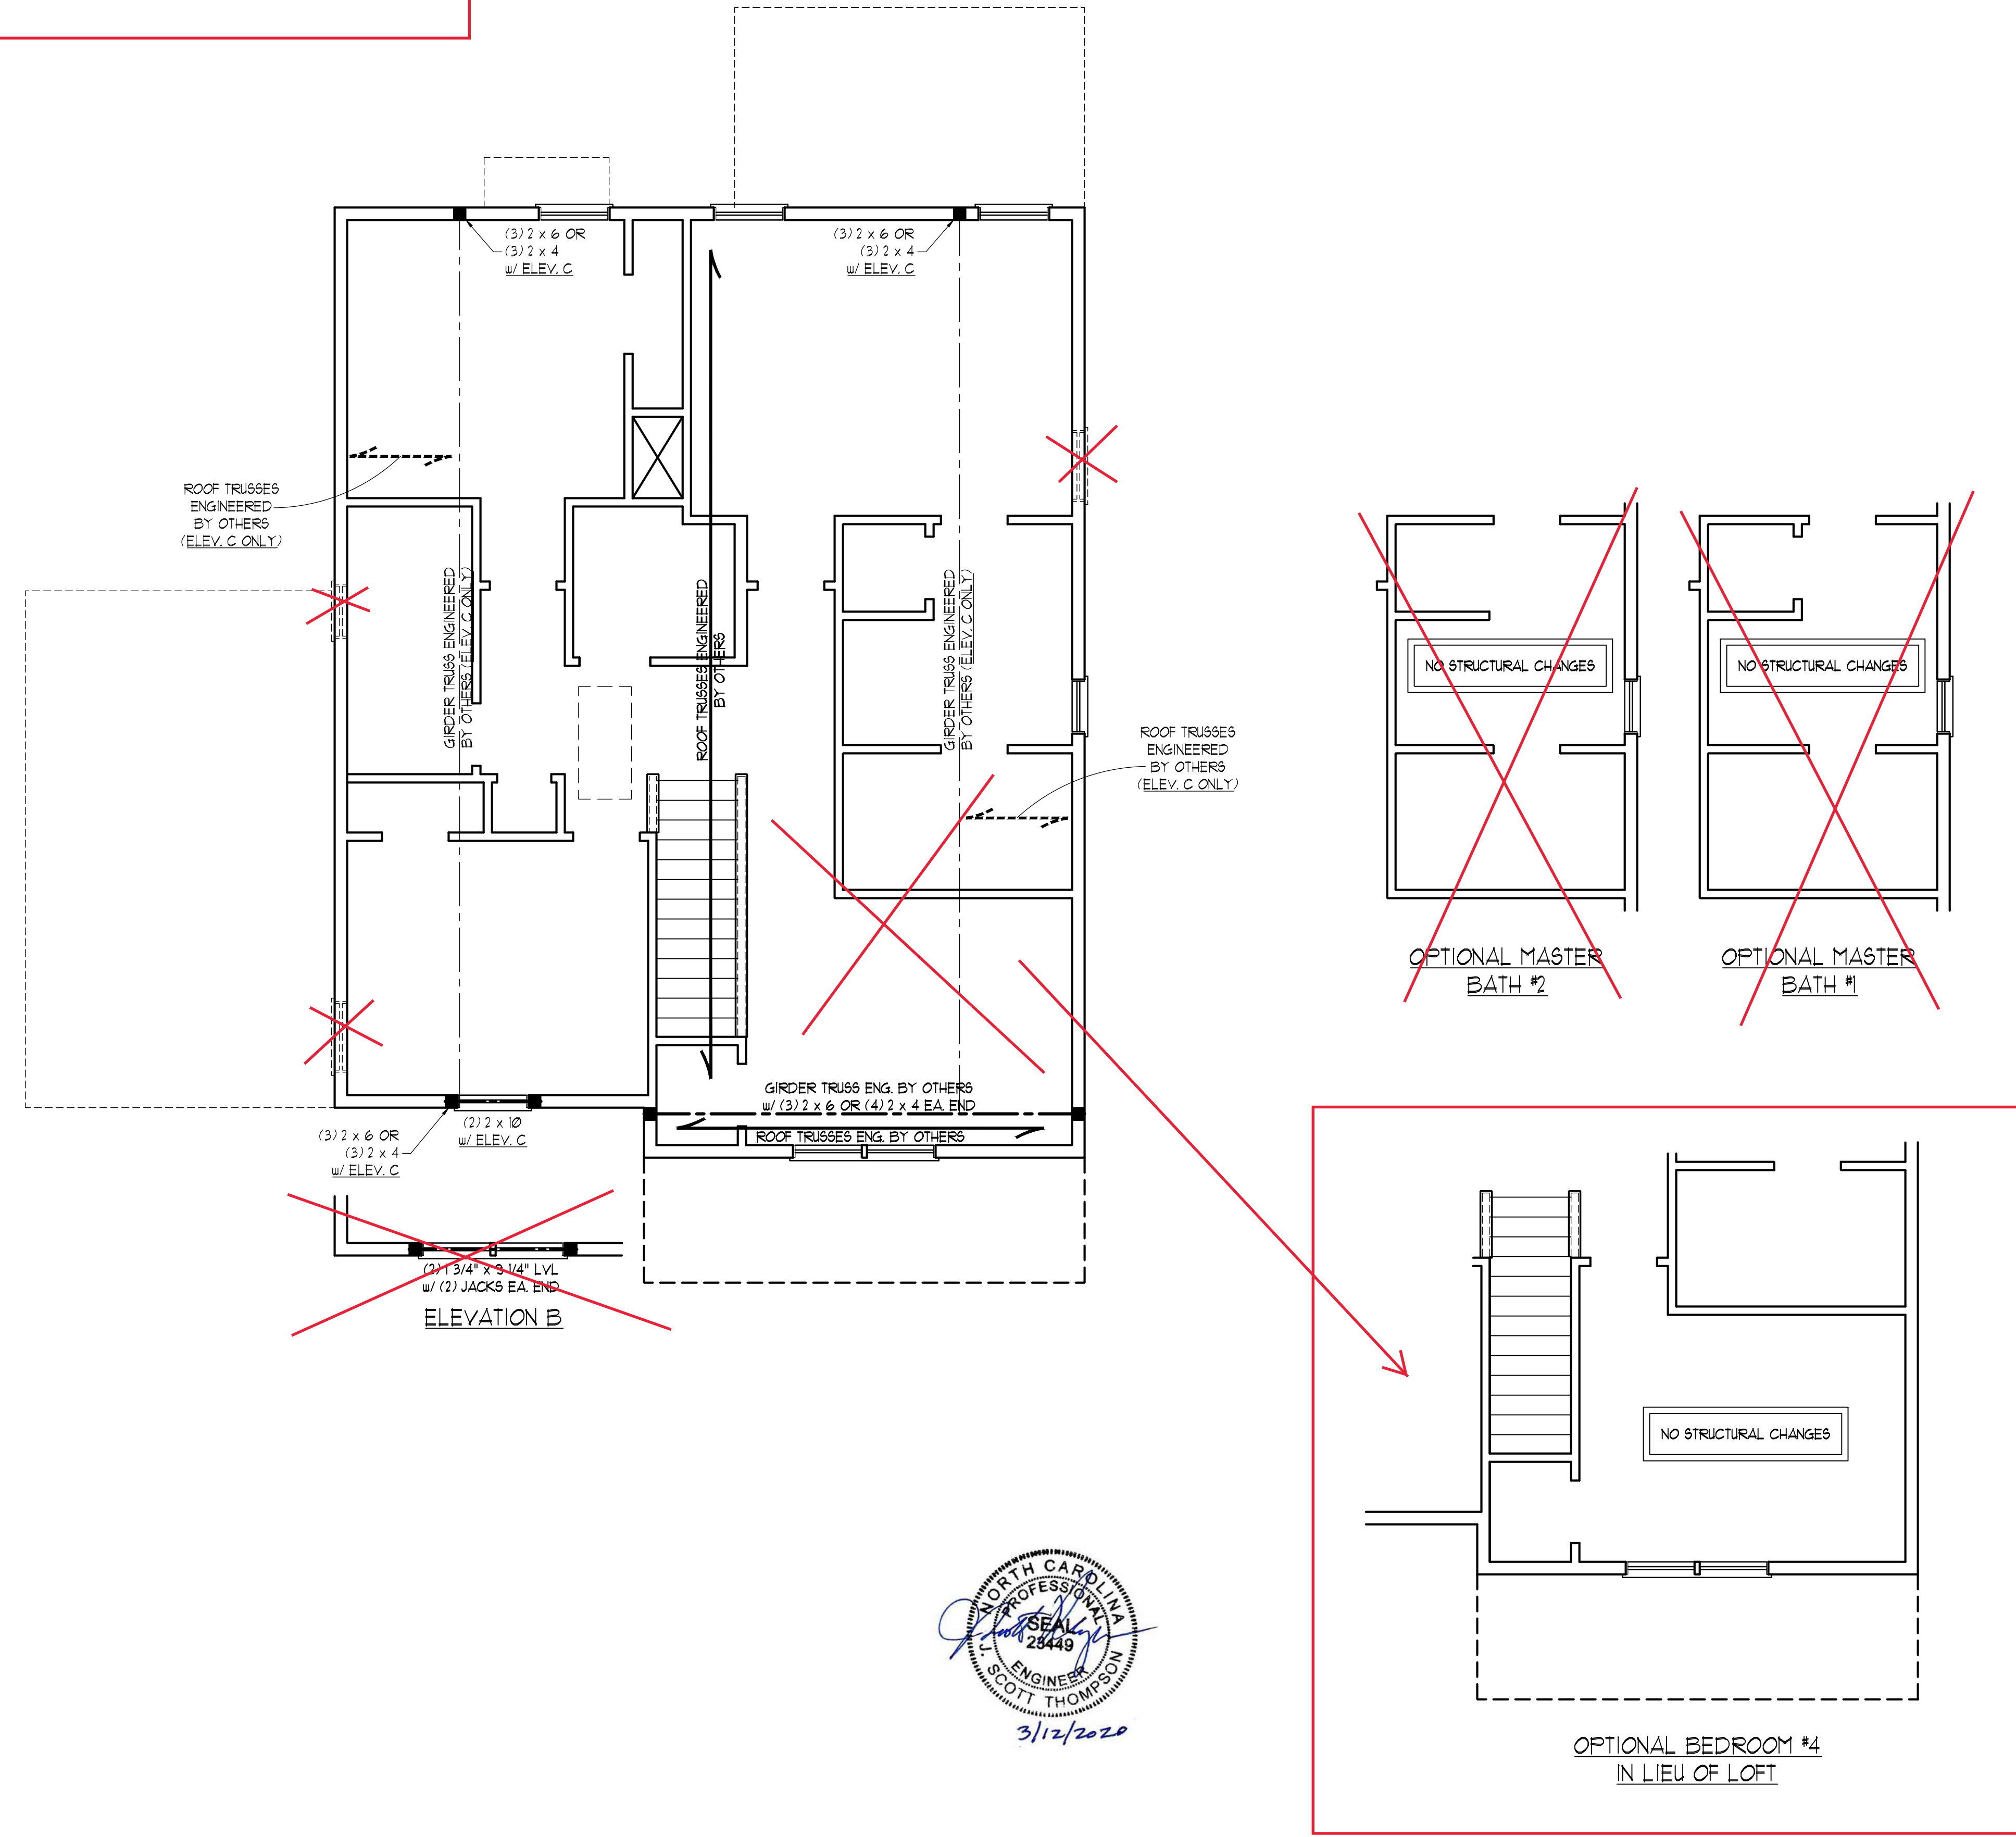 (3) 2 x 6 OR
(3) 2 x 4
w/ ELEV. C
(3) 2 x 6 OR
(3) 2 x 4
w/ ELEV. C
ROOF TRUSSES
ENGINEERED
BY OTHERS
(ELEV. C ONLY)
GIRDER TRUSS ENGINEERED
BY OTHERS (ELEV. C ONLY)
ROOF TRUSSES ENGINEERED
BY OTHERS
GIRDER TRUSS ENGINEERED
BY OTHERS (ELEV. C ONLY)
ROOF TRUSSES
ENGINEERED
BY OTHERS
(ELEV. C ONLY)
NO STRUCTURAL CHANGES
OPTIONAL MASTER
BATH #2
NO STRUCTURAL CHANGES
OPTIONAL MASTER
BATH #1
GIRDER TRUSS ENG. BY OTHERS
w/ (3) 2 x 6 OR (4) 2 x 4 EA. END
ROOF TRUSSES ENG. BY OTHERS
(3) 2 x 6 OR
(3) 2 x 4
w/ ELEV. C
(2) 2 x 10
w/ ELEV. C
(2) 1 3/4" x 9 1/4" LVL
w/ (2) JACKS EA. END
ELEVATION B
NO STRUCTURAL CHANGES
OPTIONAL BEDROOM #4
IN LIEU OF LOFT
NORTH CAROLINA
PROFESSIONAL
SEAL
23449
ENGINEER
J. SCOTT THOMPSON
3/12/2020